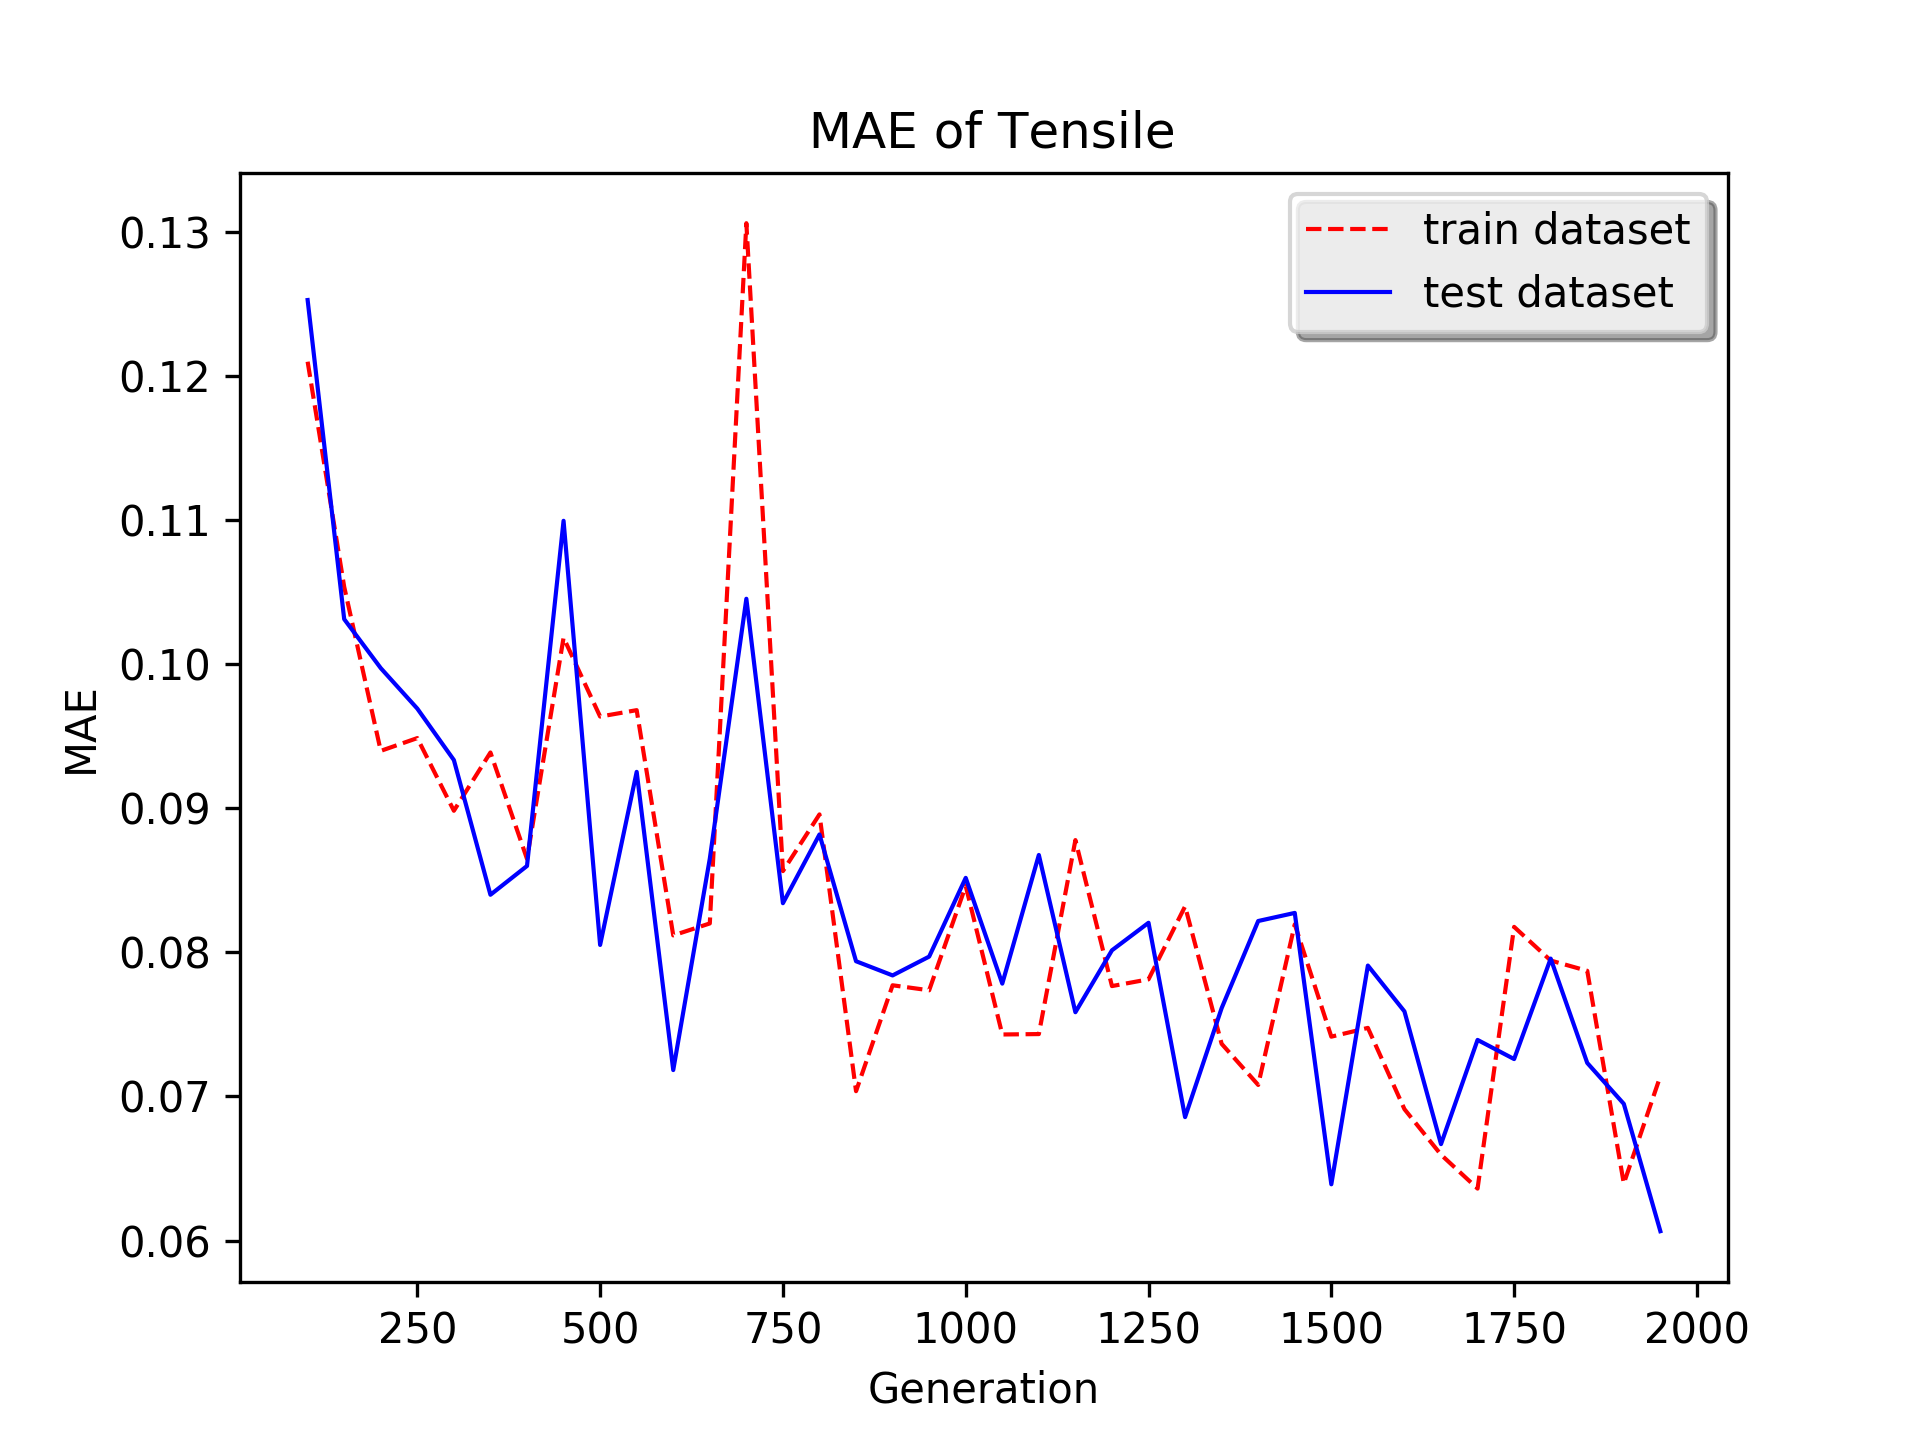 MAE of Tensile
train dataset
test dataset
MAE
0.13
0.12
0.11
0.10
0.09
0.08
0.07
0.06
250 500 750 1000 1250 1500 1750 2000
Generation